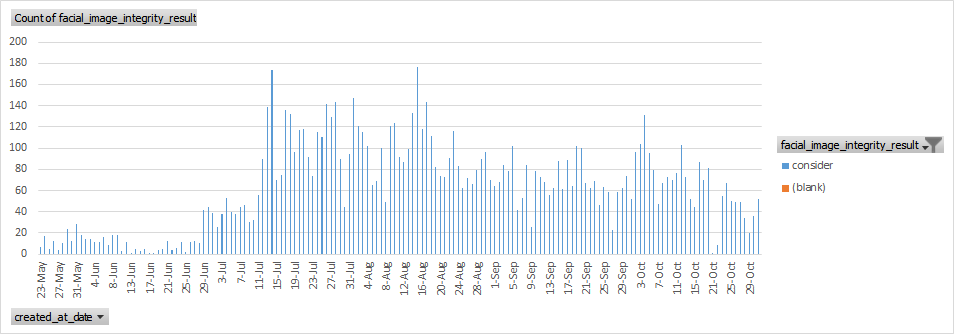 Count of facial_image_integrity_result
200
180
160
140
120
100
80
60
40
20
0
23-May 27-May 31-May 4-Jun 8-Jun 13-Jun 17-Jun 21-Jun 25-Jun 29-Jun 3-Jul 7-Jul 11-Jul 15-Jul 19-Jul 23-Jul 27-Jul 31-Jul 4-Aug 8-Aug 12-Aug 16-Aug 20-Aug 24-Aug 28-Aug 1-Sep 5-Sep 9-Sep 13-Sep 17-Sep 21-Sep 25-Sep 29-Sep 3-Oct 7-Oct 11-Oct 17-Oct 21-Oct 25-Oct 29-Oct
facial_image_integrity_result
consider
(blank)
created_at_date